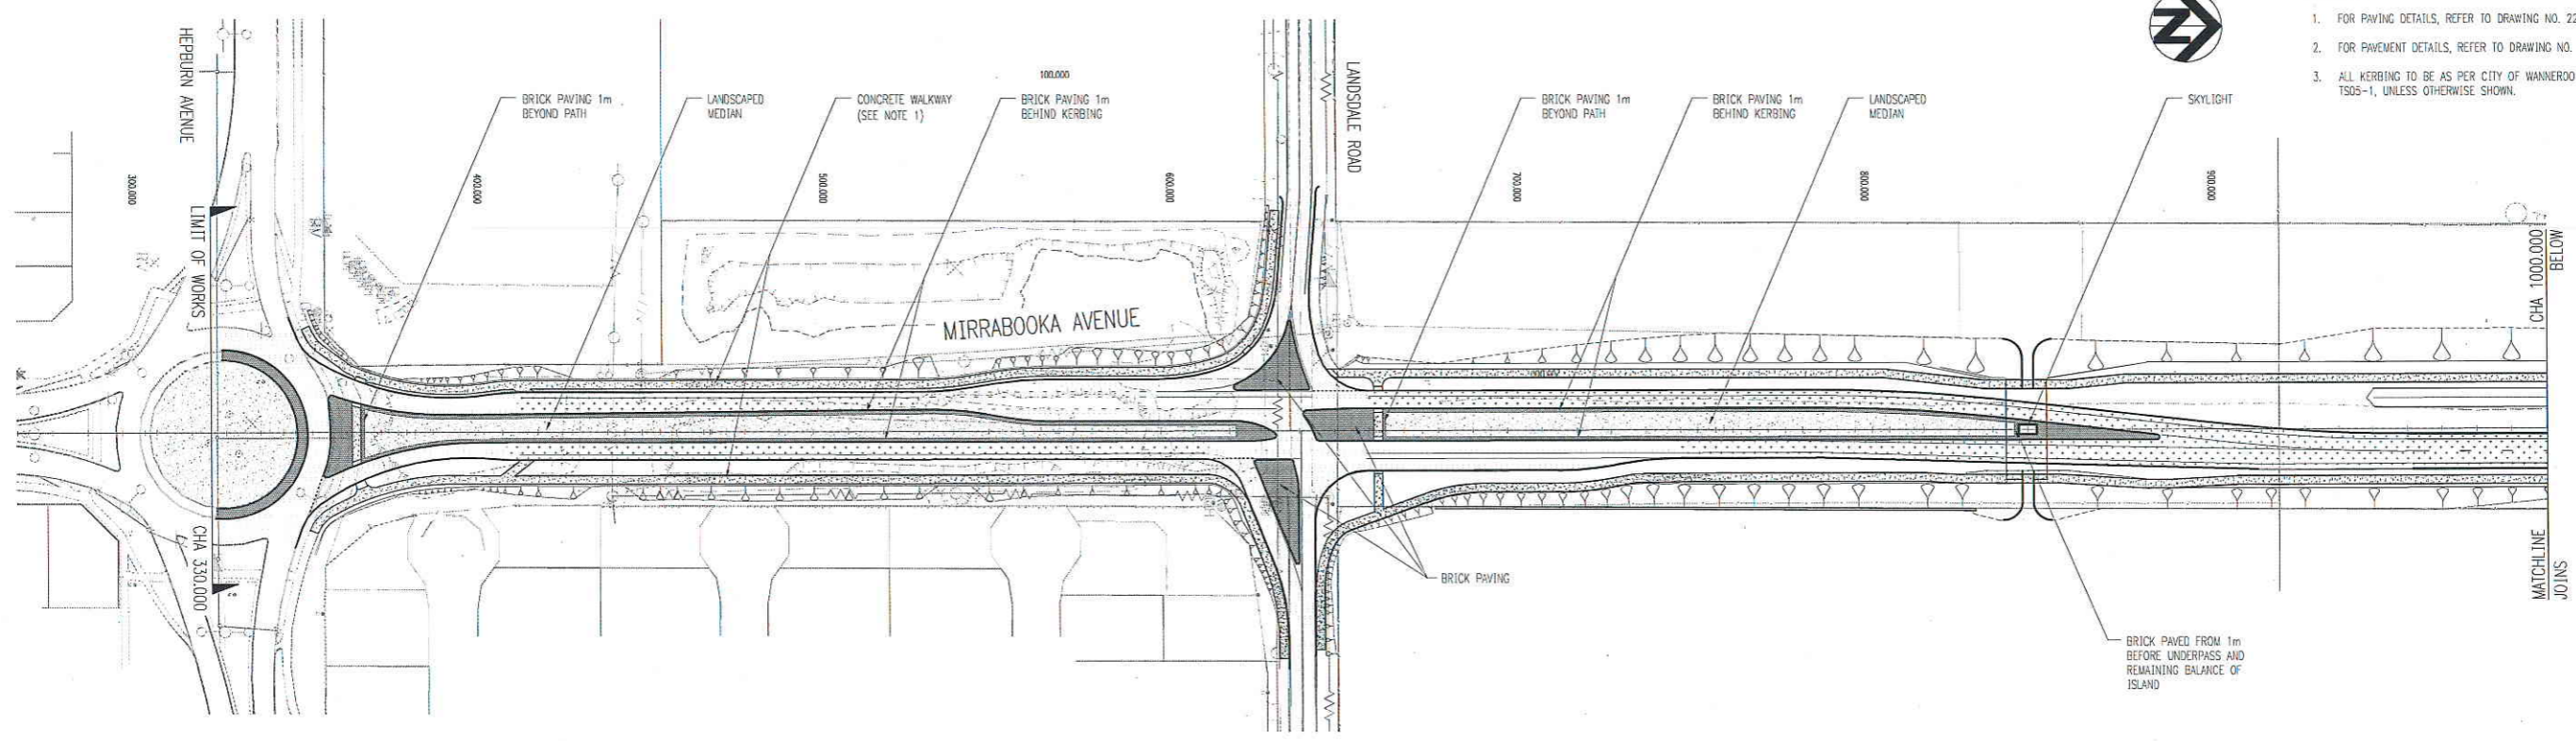 N
1. FOR PAVING DETAILS, REFER TO DRAWING NO. 22
2. FOR PAVEMENT DETAILS, REFER TO DRAWING NO.
3. ALL KERBING TO BE AS PER CITY OF WANNEROO
TS05-1, UNLESS OTHERWISE SHOWN.
HEPBURN AVENUE
LIMIT OF WORKS
CHA 330.000
300.000
400.000
500.000
600.000
700.000
800.000
900.000
100.000
BRICK PAVING 1m
BEYOND PATH
LANDSCAPED
MEDIAN
CONCRETE WALKWAY
(SEE NOTE 1)
BRICK PAVING 1m
BEHIND KERBING
LANDSDALE ROAD
BRICK PAVING 1m
BEYOND PATH
BRICK PAVING 1m
BEHIND KERBING
LANDSCAPED
MEDIAN
SKYLIGHT
MIRRABOOKA AVENUE
BRICK PAVING
BRICK PAVED FROM 1m
BEFORE UNDERPASS AND
REMAINING BALANCE OF
ISLAND
MATCHLINE CHA 1000.000
JOINS BELOW